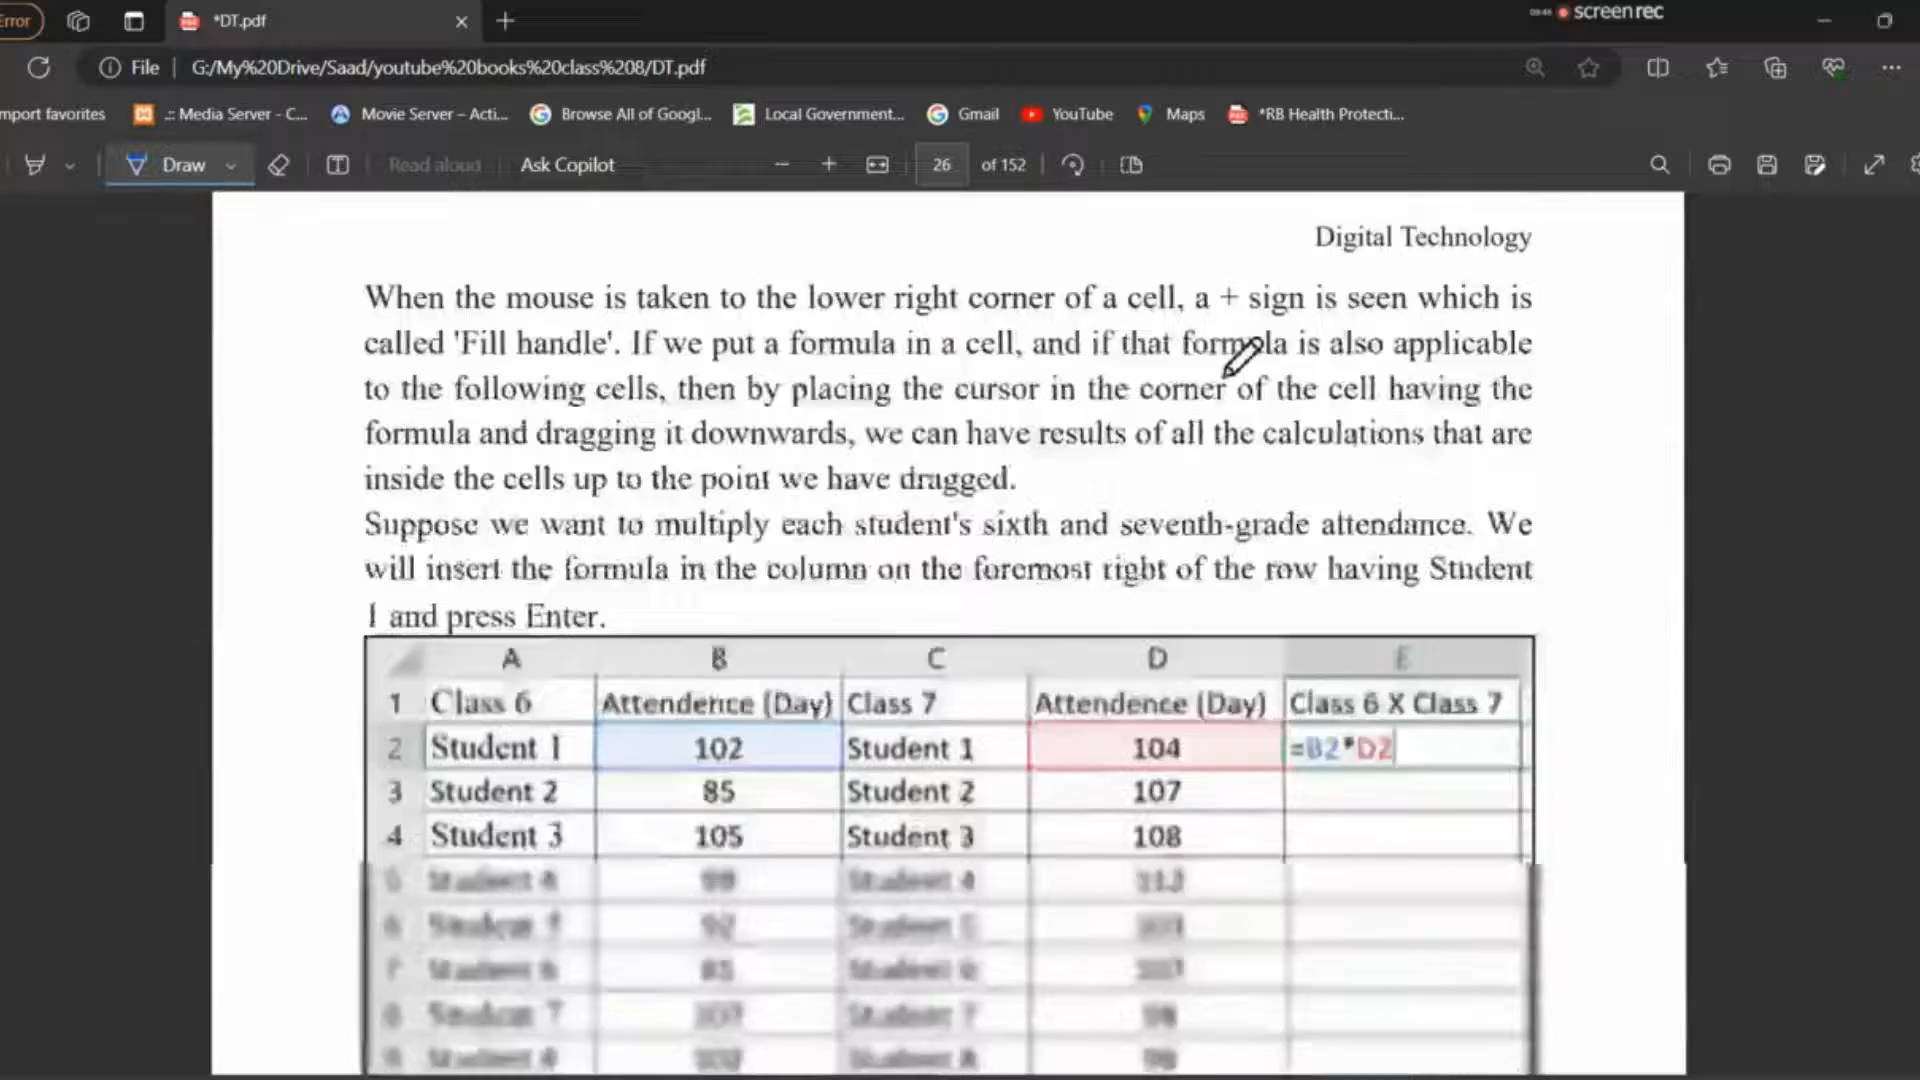 Error
*DT.pdf
screenrec
File
G:/My%20Drive/Saad/youtube%20books%20class%208/DT.pdf
mport favorites
.:: Media Server - C...
Movie Server – Acti...
Browse All of Googl...
Local Government...
Gmail
YouTube
Maps
*RB Health Protecti...
Draw
Read aloud
Ask Copilot
26
of 152
Digital Technology
When the mouse is taken to the lower right corner of a cell, a + sign is seen which is
called 'Fill handle'. If we put a formula in a cell, and if that formula is also applicable
to the following cells, then by placing the cursor in the corner of the cell having the
formula and dragging it downwards, we can have results of all the calculations that are
inside the cells up to the point we have dragged.
Suppose we want to multiply each student's sixth and seventh-grade attendance. We
will insert the formula in the column on the foremost right of the row having Student
1 and press Enter.
A B C D E
1 Class 6 Attendence (Day) Class 7 Attendence (Day) Class 6 X Class 7
2 Student 1 102 Student 1 104 =B2*D2
3 Student 2 85 Student 2 107
4 Student 3 105 Student 3 108